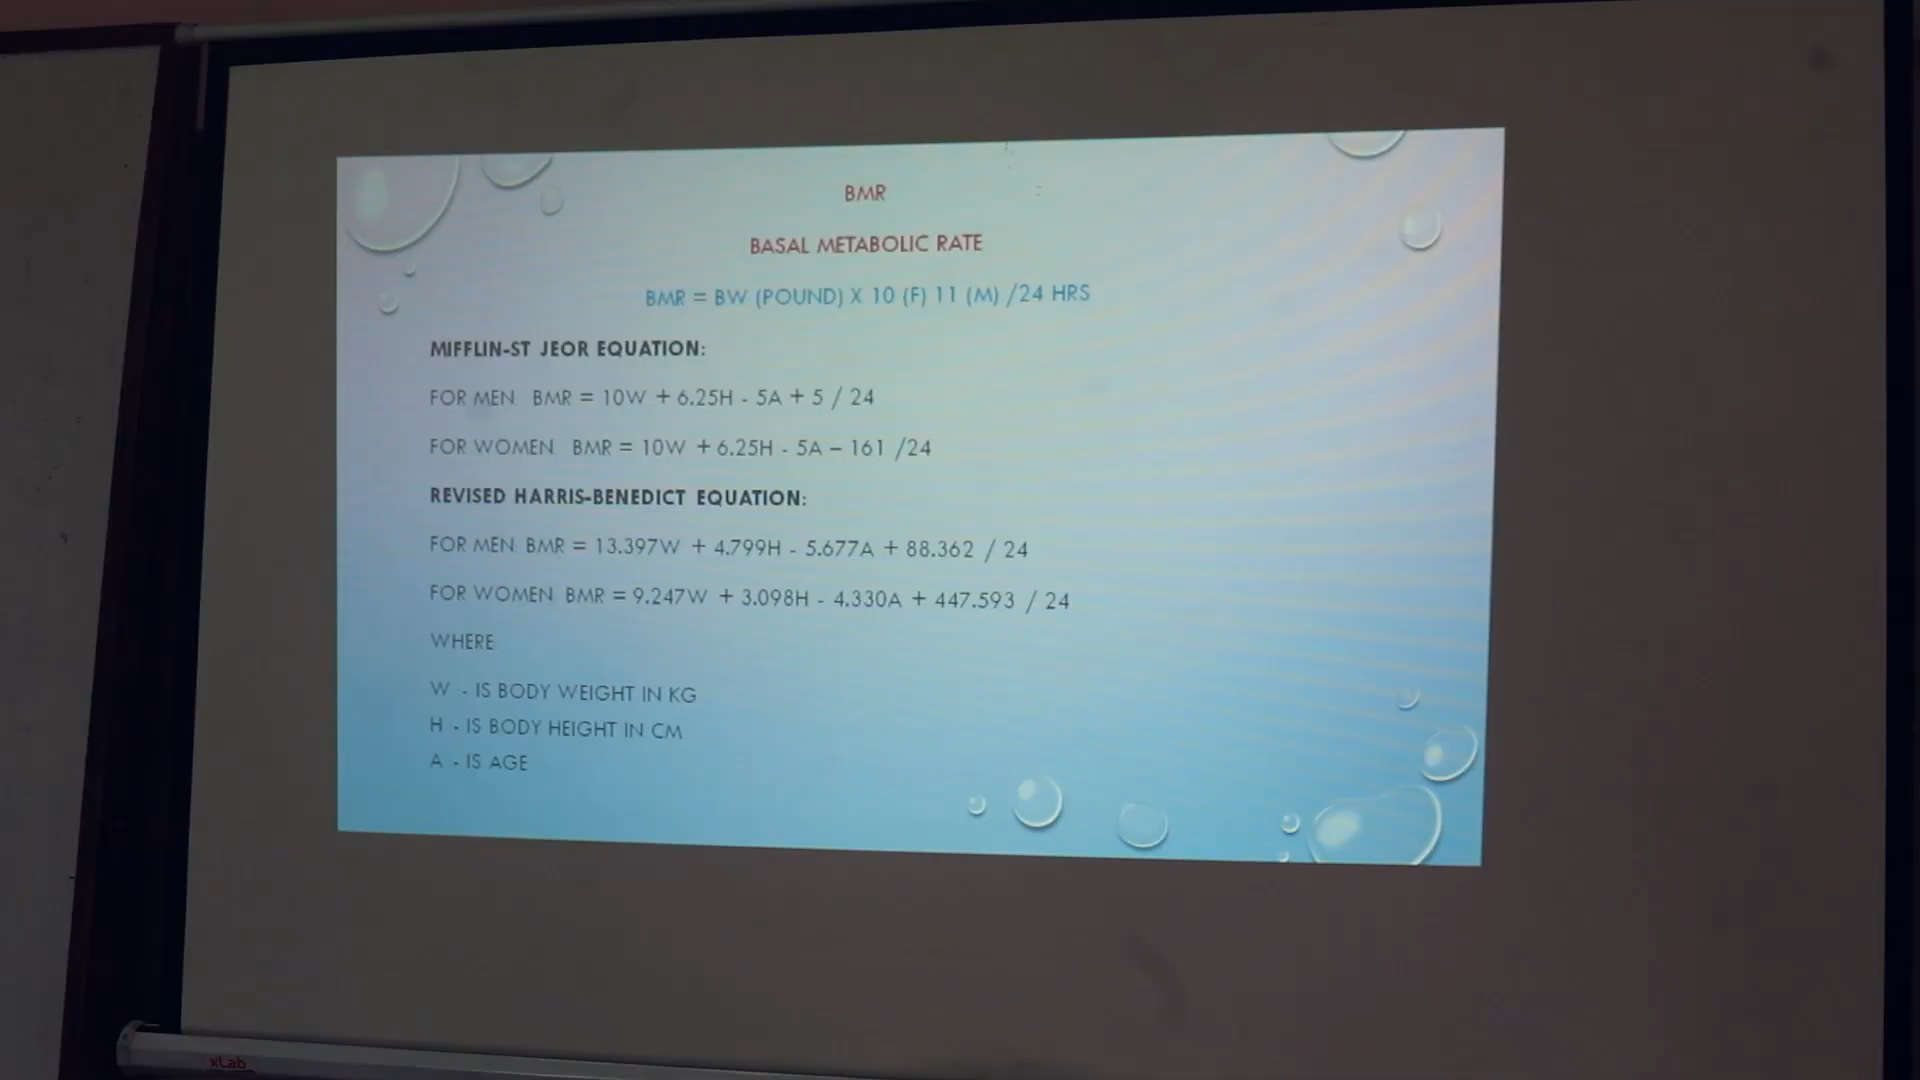 BMR
BASAL METABOLIC RATE
BMR = BW (POUND) X 10 (F) 11 (M) /24 HRS
MIFFLIN-ST JEOR EQUATION:
FOR MEN BMR = 10W + 6.25H - 5A + 5 / 24
FOR WOMEN BMR = 10W + 6.25H - 5A – 161 /24
REVISED HARRIS-BENEDICT EQUATION:
FOR MEN BMR = 13.397W + 4.799H - 5.677A + 88.362 / 24
FOR WOMEN BMR = 9.247W + 3.098H - 4.330A + 447.593 / 24
WHERE
W - IS BODY WEIGHT IN KG
H - IS BODY HEIGHT IN CM
A - IS AGE
xLab